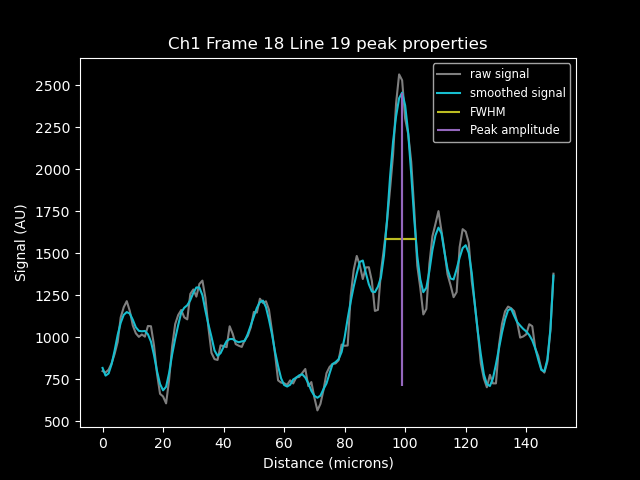 Ch1 Frame 18 Line 19 peak properties
raw signal
smoothed signal
FWHM
Peak amplitude
Signal (AU)
2500
2250
2000
1750
1500
1250
1000
750
500
0 20 40 60 80 100 120 140
Distance (microns)